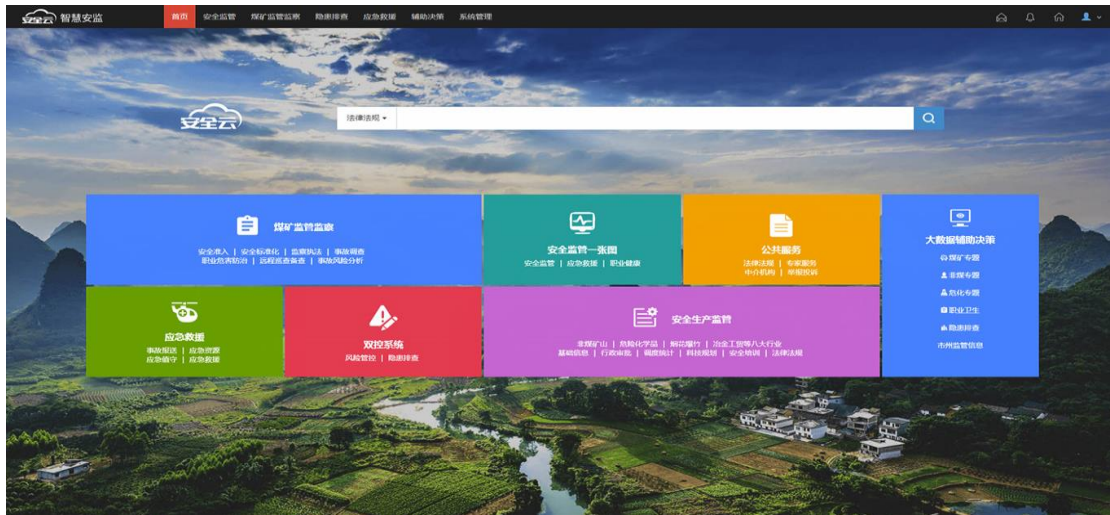 安全云 智慧安监 首页 安全监管 煤矿监管监察 隐患排查 应急救援 辅助决策 系统管理
安全云 法律法规
煤矿监管监察
安全准入 | 安全标准化 | 监察执法 | 事故调查
职业危害防治 | 远程巡查备查 | 事故风险分析
安全监管一张图
安全监管 | 应急救援 | 职业健康
公共服务
法律法规 | 专家服务
中介机构 | 举报投诉
大数据辅助决策
煤矿专题
非煤专题
危化专题
职业卫生
隐患排查
市州监管信息
应急救援
事故报送 | 应急资源
应急值守 | 应急救援
双控系统
风险管控 | 隐患排查
安全生产监管
非煤矿山 | 危险化学品 | 烟花爆竹 | 冶金工贸等八大行业
基础信息 | 行政审批 | 调度统计 | 科技规划 | 安全培训 | 法律法规